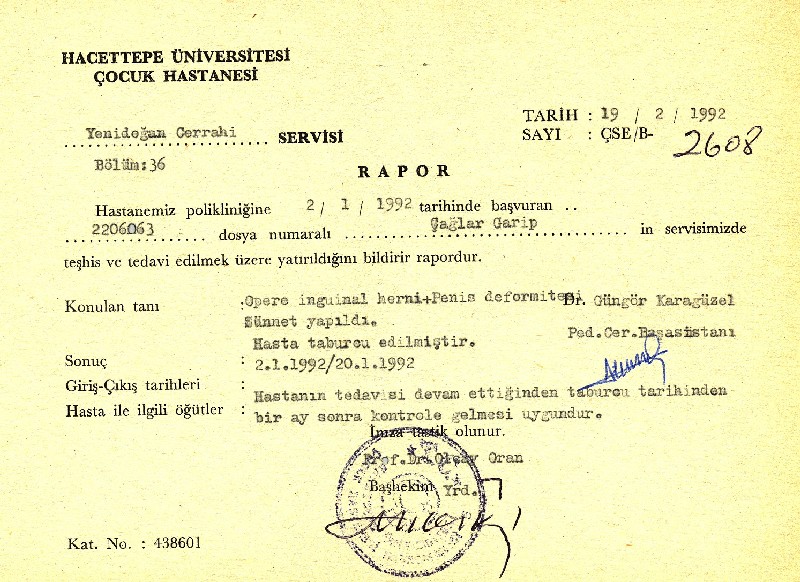 HACETTEPE ÜNİVERSİTESİ
ÇOCUK HASTANESİ
TARİH : 19 / 2 / 1992
Yenidoğan Cerrahi SERVİSİ
SAYI : ÇSE/B- 2608
Bölüm:36
RAPOR
Hastanemiz polikliniğine 2 / 1 / 1992 tarihinde başvuran ..
2206063 dosya numaralı Çağlar Garip in servisimizde
teşhis ve tedavi edilmek üzere yatırıldığını bildirir rapordur.
Konulan tanı : Opere inguinal herni+Penis deformitesi Dr. Güngör Karagüzel
Sünnet yapıldı.
Ped.Cer.Başasistanı
Hasta taburcu edilmiştir.
Sonuç : 2.1.1992/20.1.1992
Giriş-Çıkış tarihleri :
Hastanın tedavisi devam ettiğinden taburcu tarihinden
Hasta ile ilgili öğütler : bir ay sonra kontrole gelmesi uygundur.
İmza tastik olunur.
Prof.Dr.Olcay Oran
Başhekim Yrd.
Kat. No. : 438601